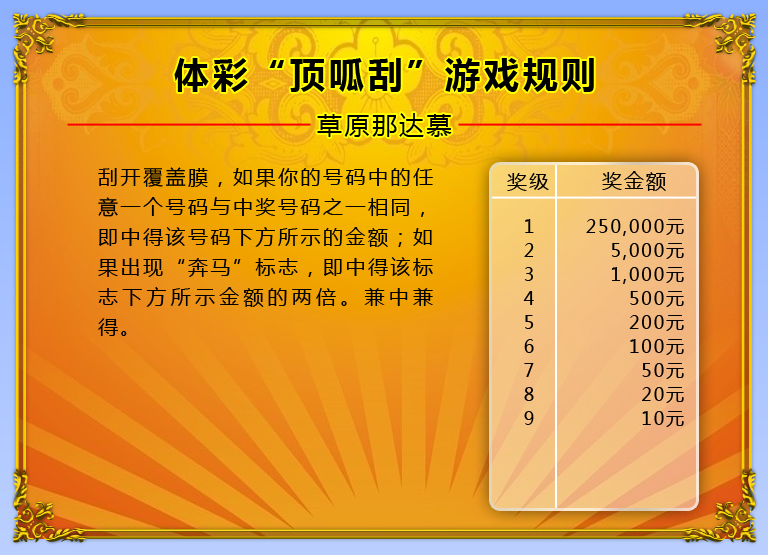 体彩“顶呱刮”游戏规则
草原那达慕
刮开覆盖膜，如果你的号码中的任
意一个号码与中奖号码之一相同，
即中得该号码下方所示的金额；如
果出现“奔马”标志，即中得该标
志下方所示金额的两倍。兼中兼
得。
奖级 奖金额
1 250,000元
2 5,000元
3 1,000元
4 500元
5 200元
6 100元
7 50元
8 20元
9 10元